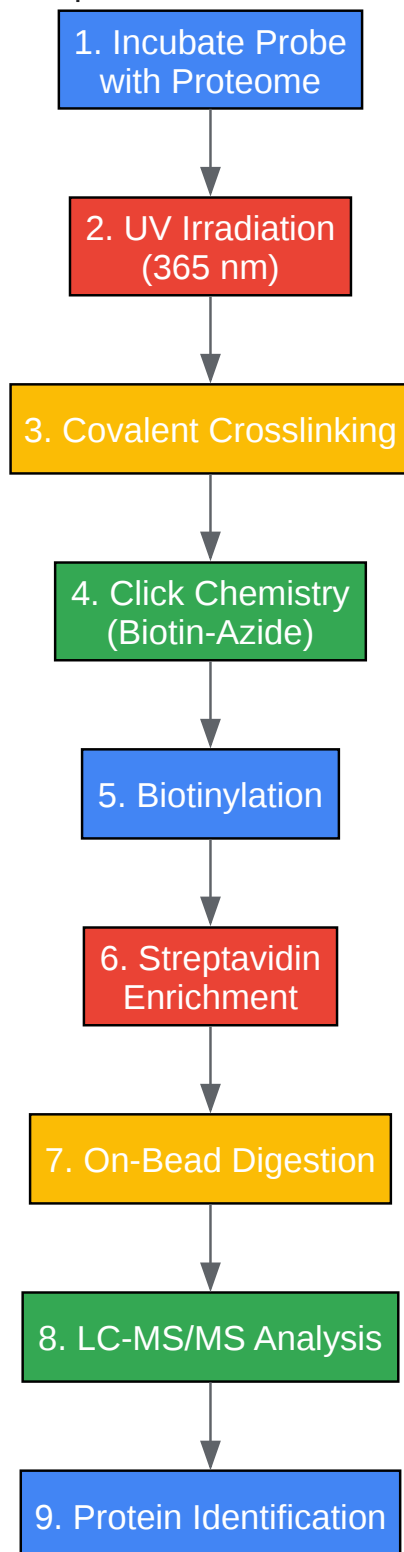 1. Incubate Probe
with Proteome
2. UV Irradiation
(365 nm)
3. Covalent Crosslinking
4. Click Chemistry
(Biotin-Azide)
5. Biotinylation
6. Streptavidin
Enrichment
7. On-Bead Digestion
8. LC-MS/MS Analysis
9. Protein Identification